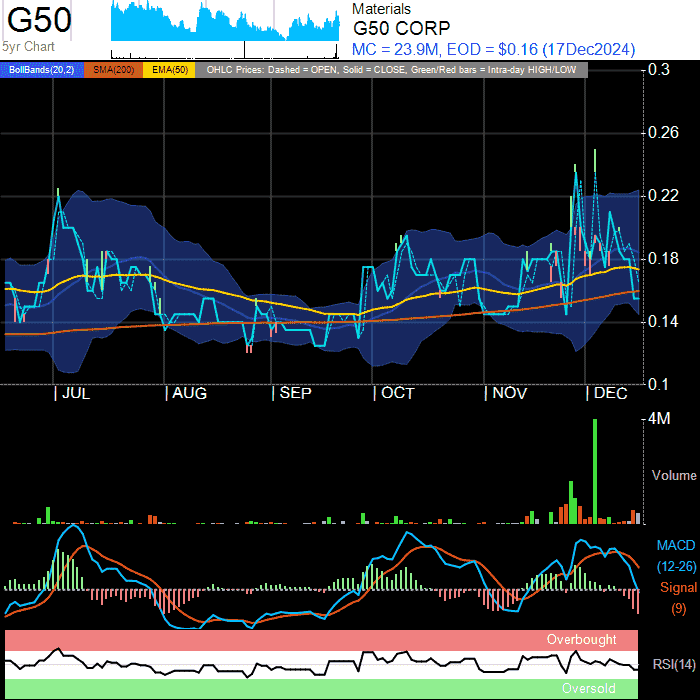 G50
5yr Chart
Materials
G50 CORP
MC = 23.9M, EOD = $0.16 (17Dec2024)
BollBands(20,2) SMA(200) EMA(50) OHLC Prices: Dashed = OPEN, Solid = CLOSE, Green/Red bars = Intra-day HIGH/LOW
0.3
0.26
0.22
0.18
0.14
0.1
JUL AUG SEP OCT NOV DEC
4M
Volume
MACD
(12-26)
Signal
(9)
Overbought
RSI(14)
Oversold